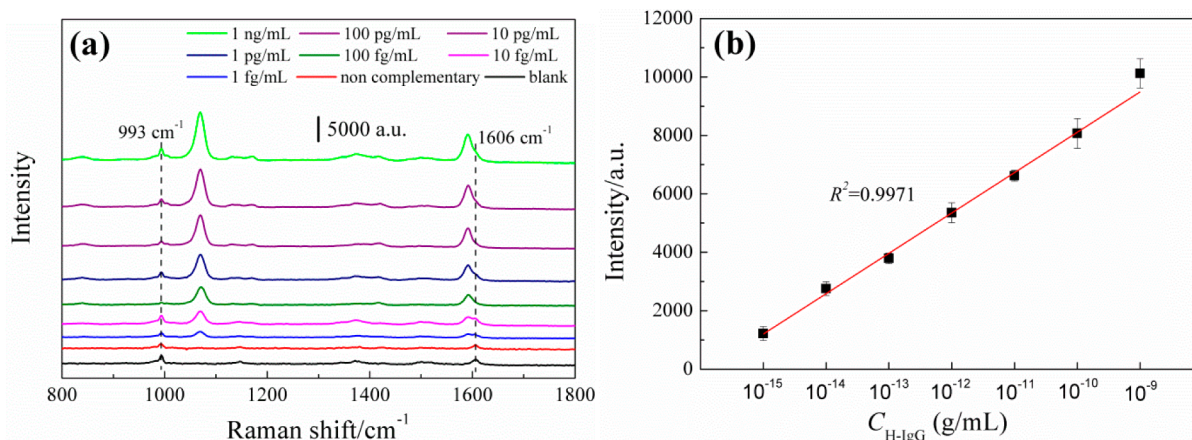 (a)
1 ng/mL 100 pg/mL 10 pg/mL
1 pg/mL 100 fg/mL 10 fg/mL
1 fg/mL non complementary blank
993 cm⁻¹
5000 a.u.
1606 cm⁻¹
Intensity
800 1000 1200 1400 1600 1800
Raman shift/cm⁻¹
(b)
12000
10000
8000
6000
4000
2000
0
Intensity/a.u.
R²=0.9971
10⁻¹⁵ 10⁻¹⁴ 10⁻¹³ 10⁻¹² 10⁻¹¹ 10⁻¹⁰ 10⁻⁹
C_H-IgG (g/mL)